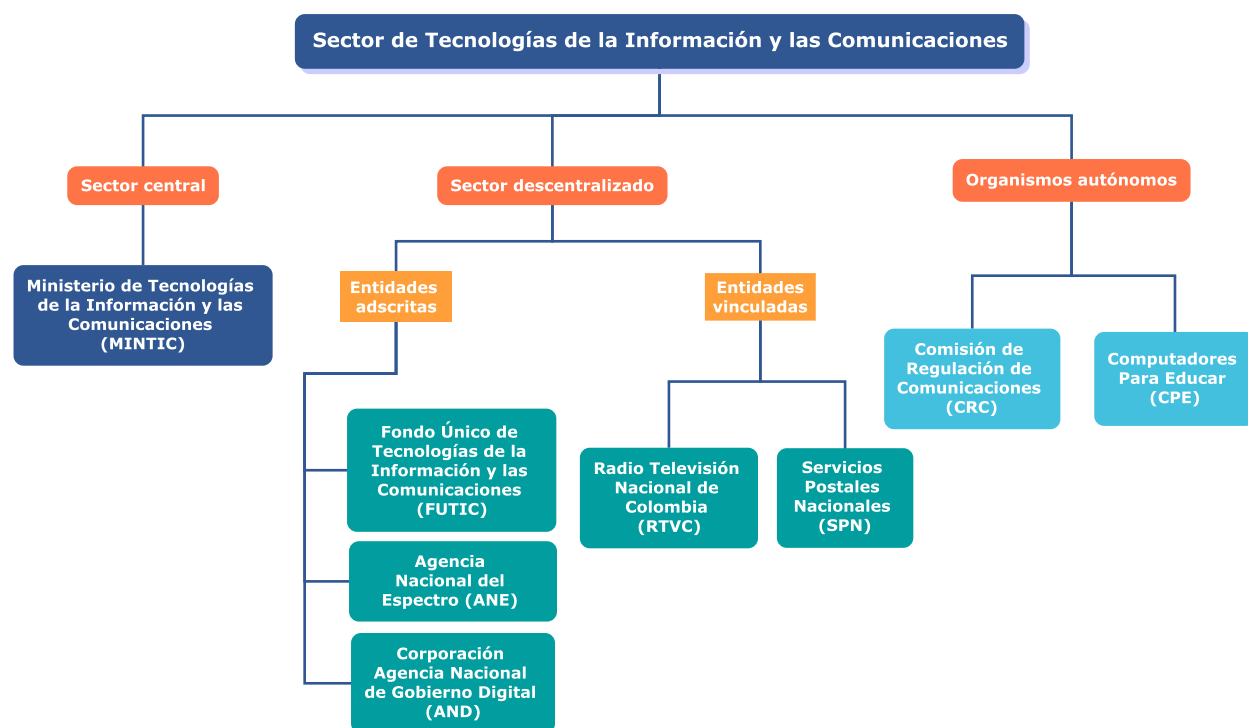 Sector de Tecnologías de la Información y las Comunicaciones
Sector central
Sector descentralizado
Organismos autónomos
Ministerio de Tecnologías
de la Información y las
Comunicaciones
(MINTIC)
Entidades
adscritas
Entidades
vinculadas
Comisión de
Regulación de
Comunicaciones
(CRC)
Computadores
Para Educar
(CPE)
Fondo Único de
Tecnologías de la
Información y las
Comunicaciones
(FUTIC)
Radio Televisión
Nacional de
Colombia
(RTVC)
Servicios
Postales
Nacionales
(SPN)
Agencia
Nacional del
Espectro (ANE)
Corporación
Agencia Nacional
de Gobierno Digital
(AND)